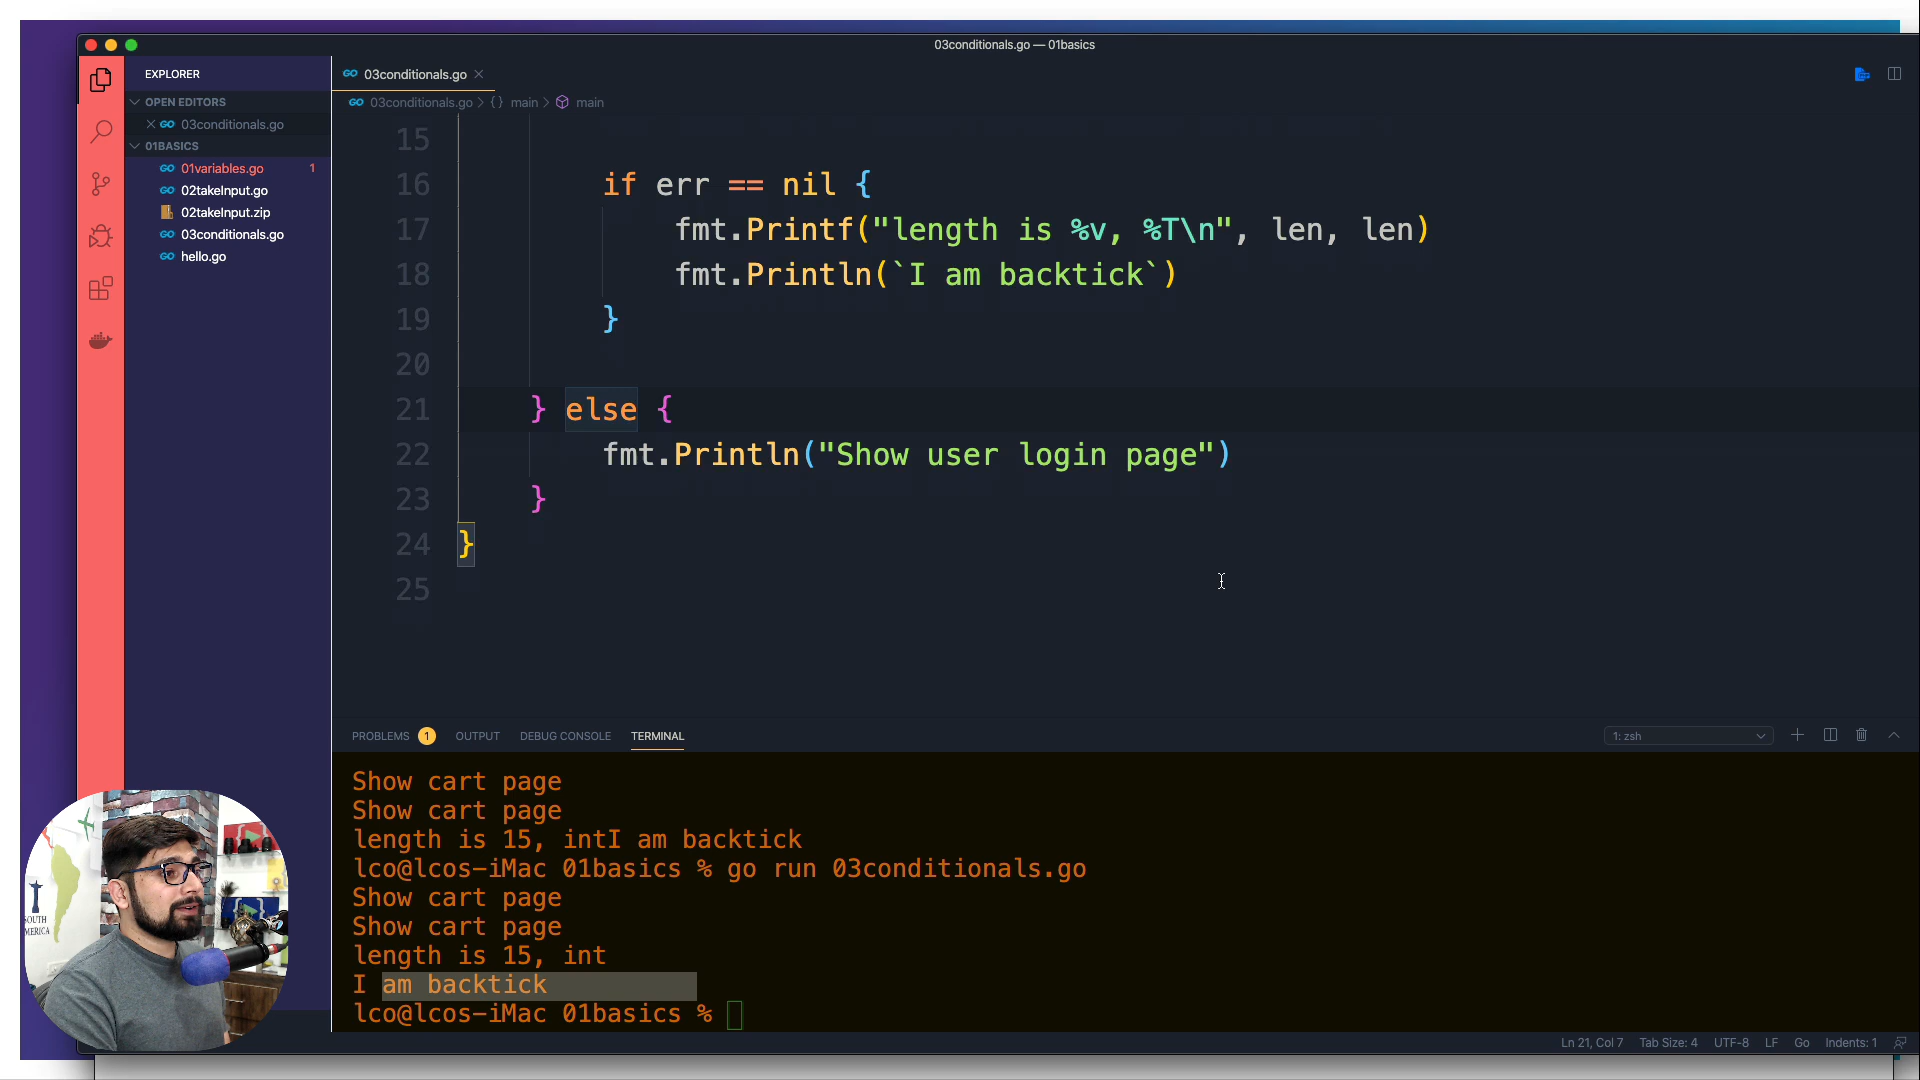 03conditionals.go — 01basics
EXPLORER
03conditionals.go
OPEN EDITORS
03conditionals.go > {} main > main
03conditionals.go
01BASICS
01variables.go 1
02takeInput.go
02takeInput.zip
03conditionals.go
hello.go
15
16 if err == nil {
17 fmt.Printf("length is %v, %T\n", len, len)
18 fmt.Println(`I am backtick`)
19 }
20
21 } else {
22 fmt.Println("Show user login page")
23 }
24 }
25
PROBLEMS 1 OUTPUT DEBUG CONSOLE TERMINAL 1: zsh
Show cart page
Show cart page
length is 15, intI am backtick
lco@lcos-iMac 01basics % go run 03conditionals.go
Show cart page
Show cart page
length is 15, int
I am backtick
lco@lcos-iMac 01basics %
SOUTH
MERICA
Ln 21, Col 7 Tab Size: 4 UTF-8 LF Go Indents: 1